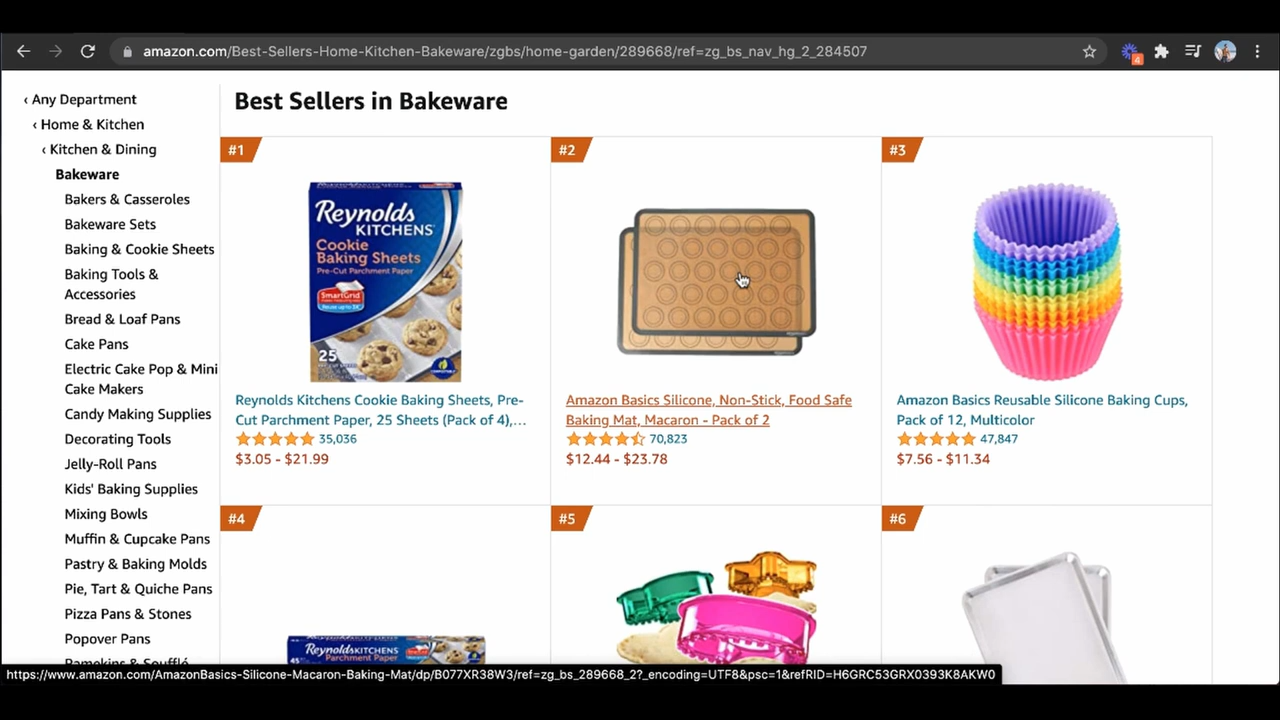 amazon.com/Best-Sellers-Home-Kitchen-Bakeware/zgbs/home-garden/289668/ref=zg_bs_nav_hg_2_284507
4
‹ Any Department
‹ Home & Kitchen
‹ Kitchen & Dining
Bakeware
Bakers & Casseroles
Bakeware Sets
Baking & Cookie Sheets
Baking Tools &
Accessories
Bread & Loaf Pans
Cake Pans
Electric Cake Pop & Mini
Cake Makers
Candy Making Supplies
Decorating Tools
Jelly-Roll Pans
Kids' Baking Supplies
Mixing Bowls
Muffin & Cupcake Pans
Pastry & Baking Molds
Pie, Tart & Quiche Pans
Pizza Pans & Stones
Popover Pans
Ramekins & Soufflé
Best Sellers in Bakeware
#1
Reynolds
KITCHENS
Cookie
Baking Sheets
Pre-Cut Parchment Paper
SmartGrid
25
Reynolds Kitchens Cookie Baking Sheets, Pre-
Cut Parchment Paper, 25 Sheets (Pack of 4),...
35,036
$3.05 - $21.99
#2
Amazon Basics Silicone, Non-Stick, Food Safe
Baking Mat, Macaron - Pack of 2
70,823
$12.44 - $23.78
#3
Amazon Basics Reusable Silicone Baking Cups,
Pack of 12, Multicolor
47,847
$7.56 - $11.34
#4
Reynolds KITCHENS
Parchment Paper
45
#5
#6
https://www.amazon.com/AmazonBasics-Silicone-Macaron-Baking-Mat/dp/B077XR38W3/ref=zg_bs_289668_2?_encoding=UTF8&psc=1&refRID=H6GRC53GRX0393K8AKW0